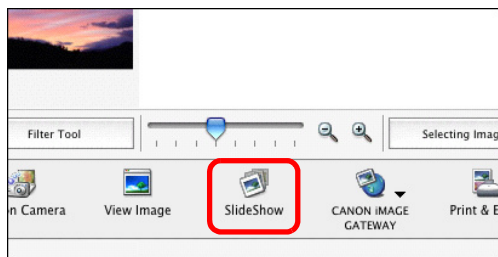 Filter Tool
Selecting Imag
n Camera
View Image
SlideShow
CANON iMAGE
GATEWAY
Print & E